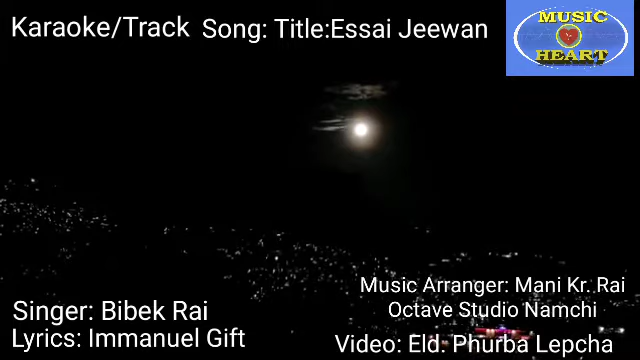 Karaoke/Track Song: Title:Essai Jeewan
MUSIC
HEART
Music Arranger: Mani Kr. Rai
Octave Studio Namchi
Singer: Bibek Rai
Lyrics: Immanuel Gift
Video: Eld. Phurba Lepcha